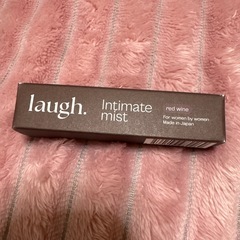 laugh.
Intimate
mist
red wine
For women by women.
Made in Japan